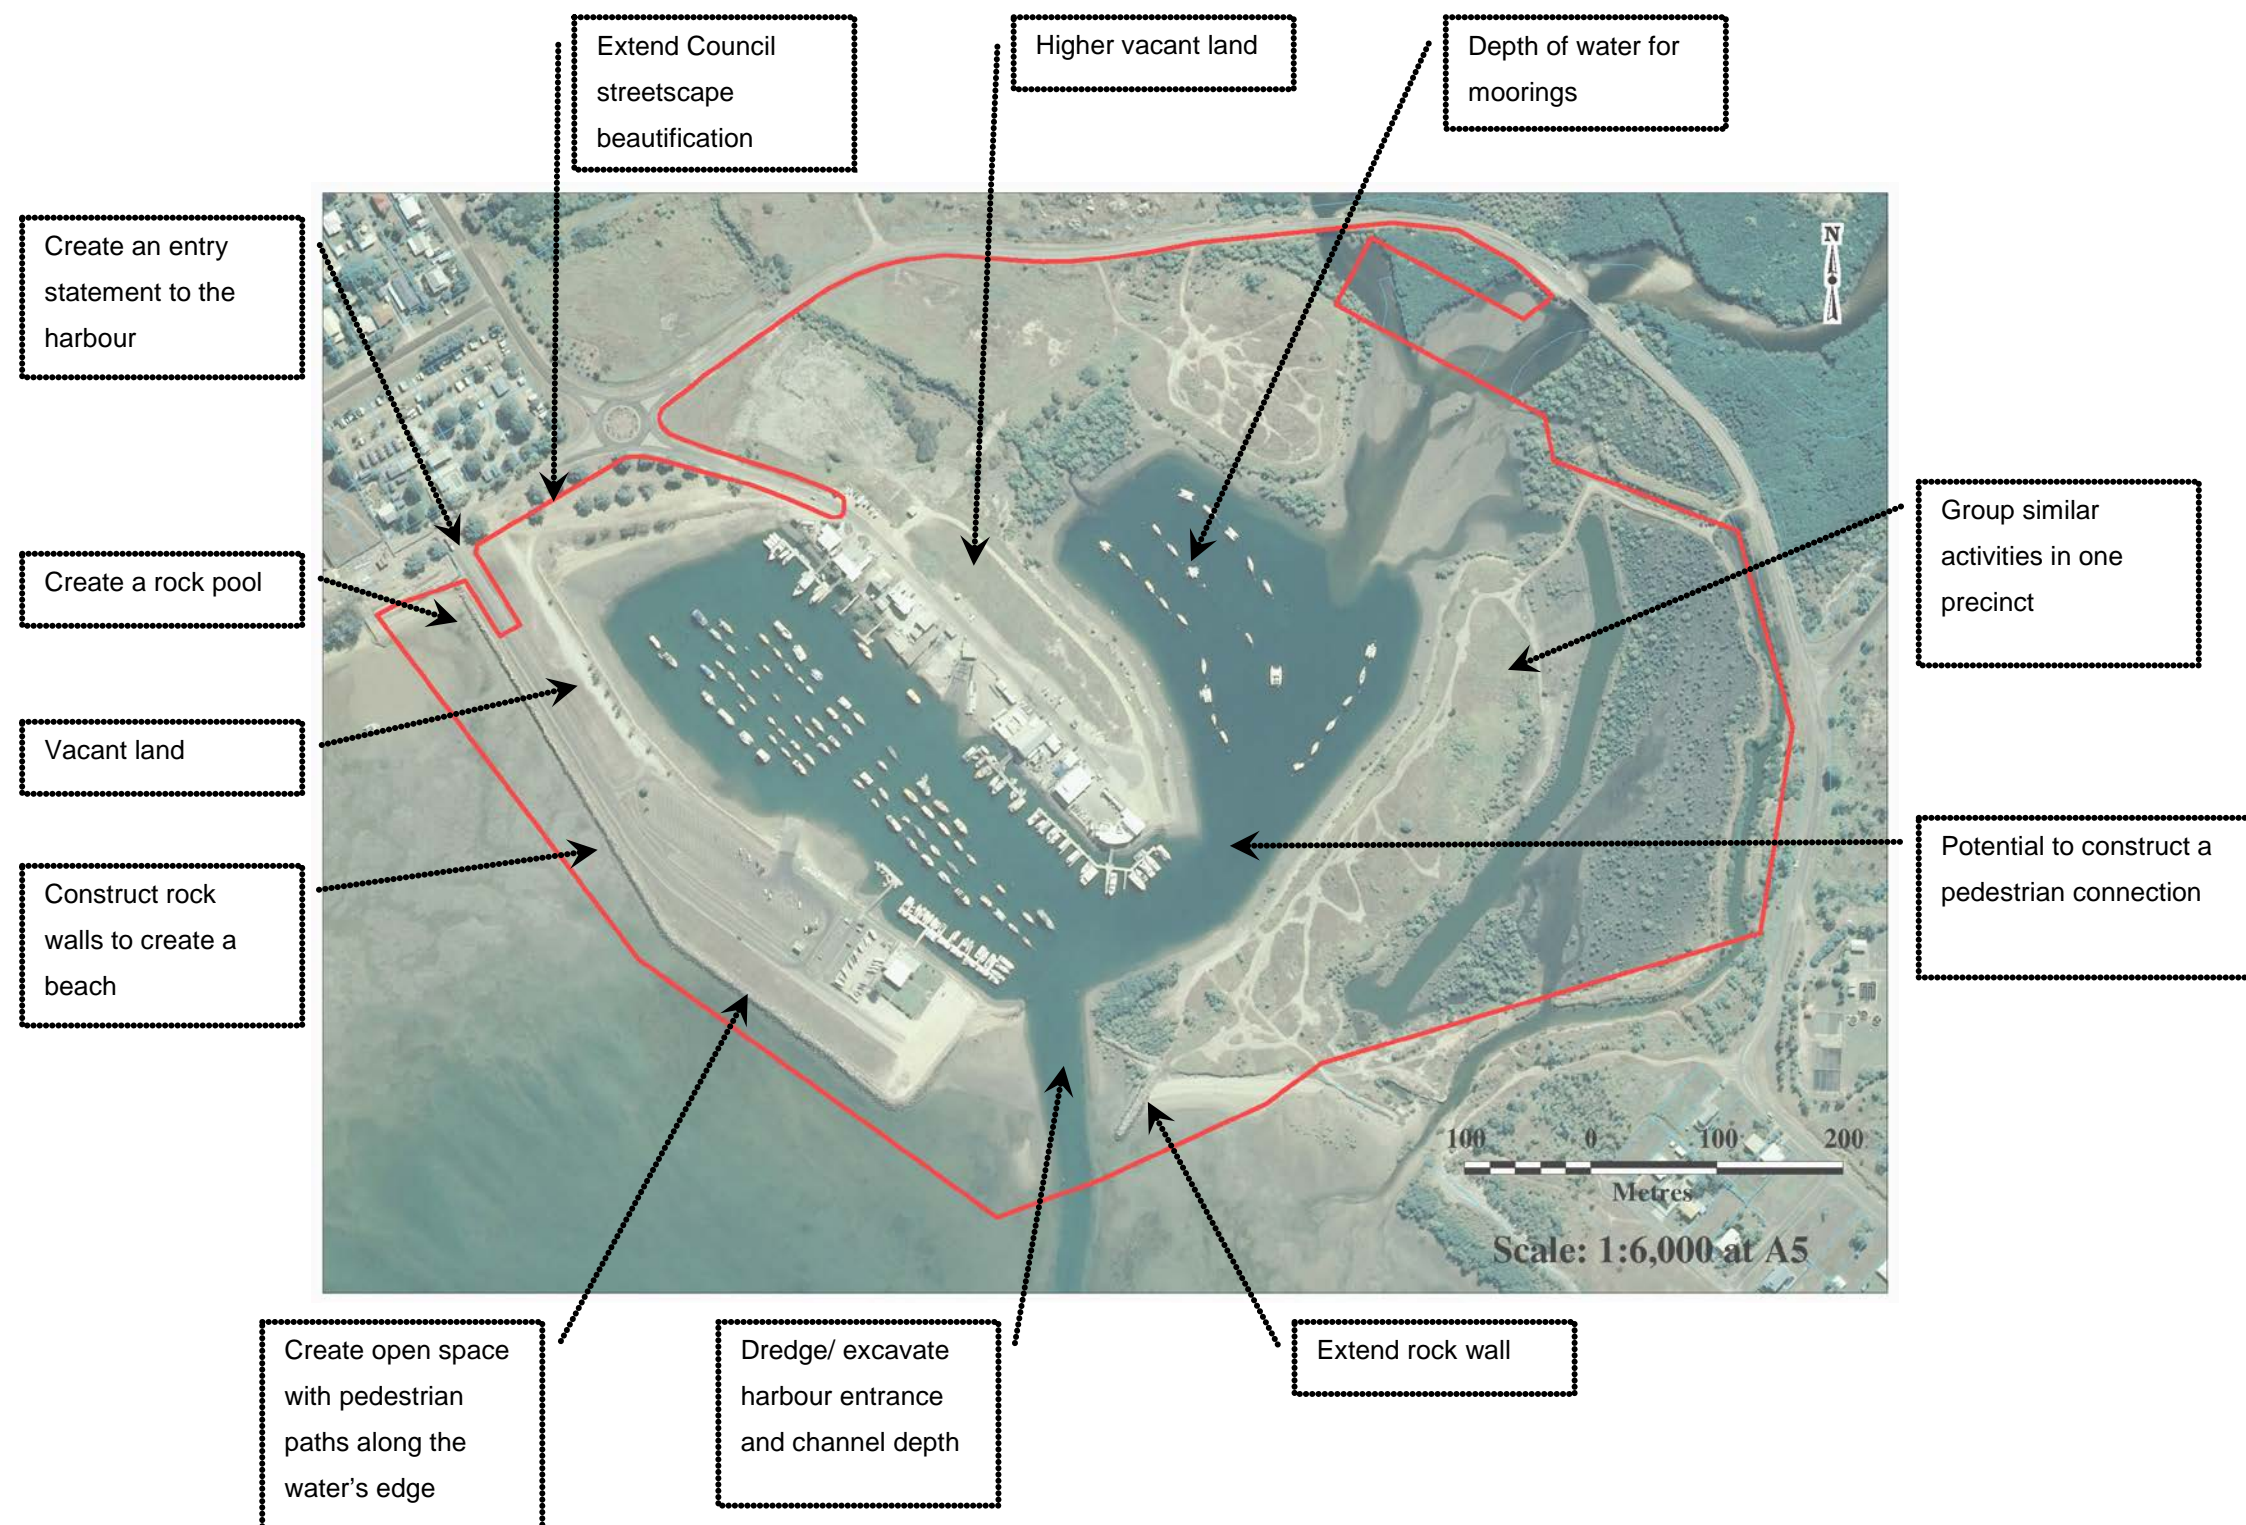 Extend Council
streetscape
beautification
Higher vacant land
Depth of water for
moorings
Create an entry
statement to the
harbour
N
Create a rock pool
Group similar
activities in one
precinct
Vacant land
Potential to construct a
pedestrian connection
Construct rock
walls to create a
beach
100 0 100 200
Metres
Scale: 1:6,000 at A5
Create open space
with pedestrian
paths along the
water’s edge
Dredge/ excavate
harbour entrance
and channel depth
Extend rock wall